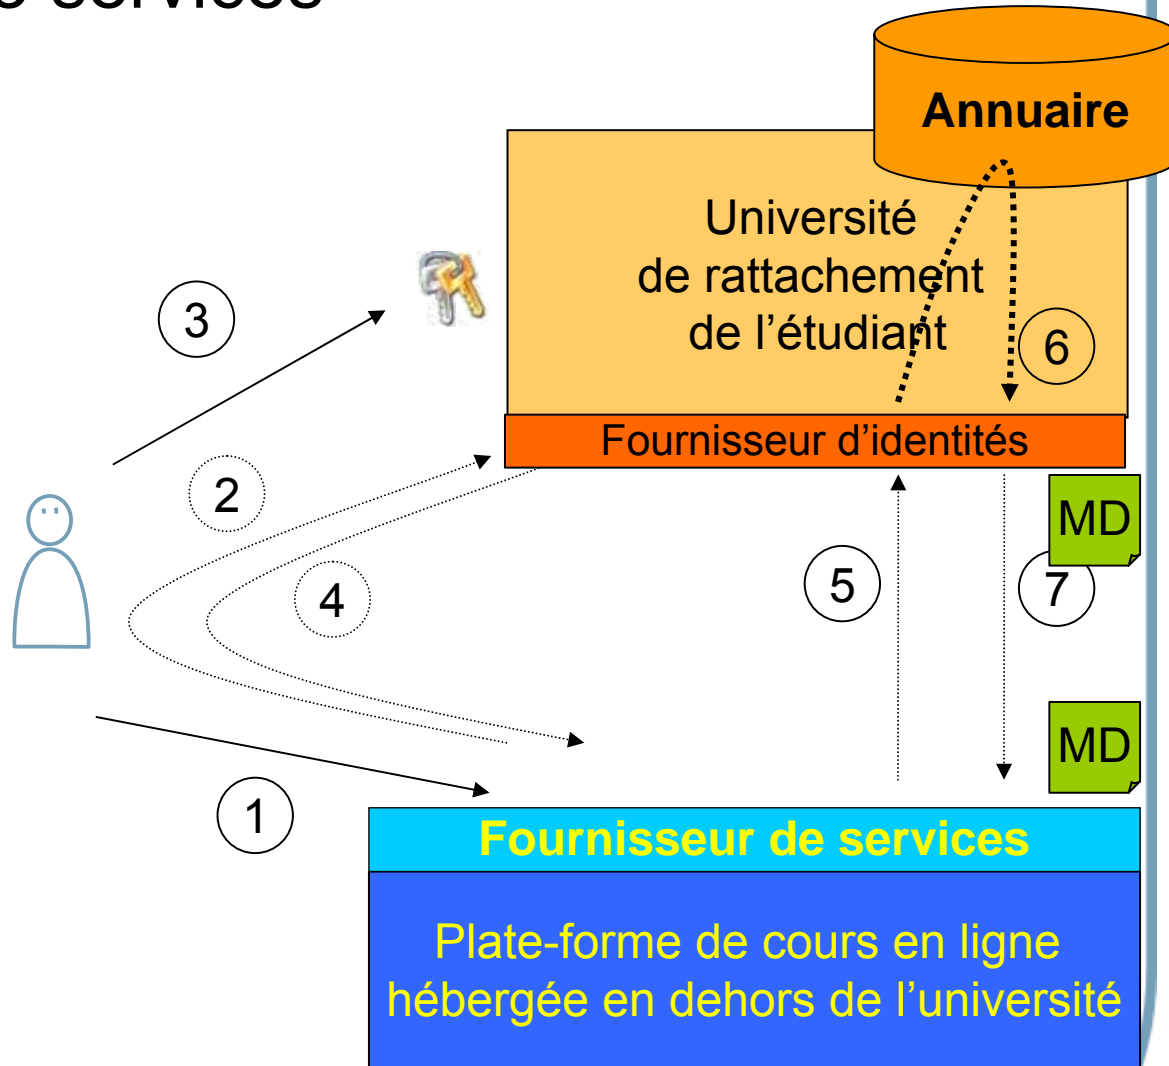 services
Annuaire
Université
de rattachement
de l'étudiant
3
6
Fournisseur d'identités
2
MD
4
5
7
MD
1
Fournisseur de services
Plate-forme de cours en ligne
hébergée en dehors de l'université